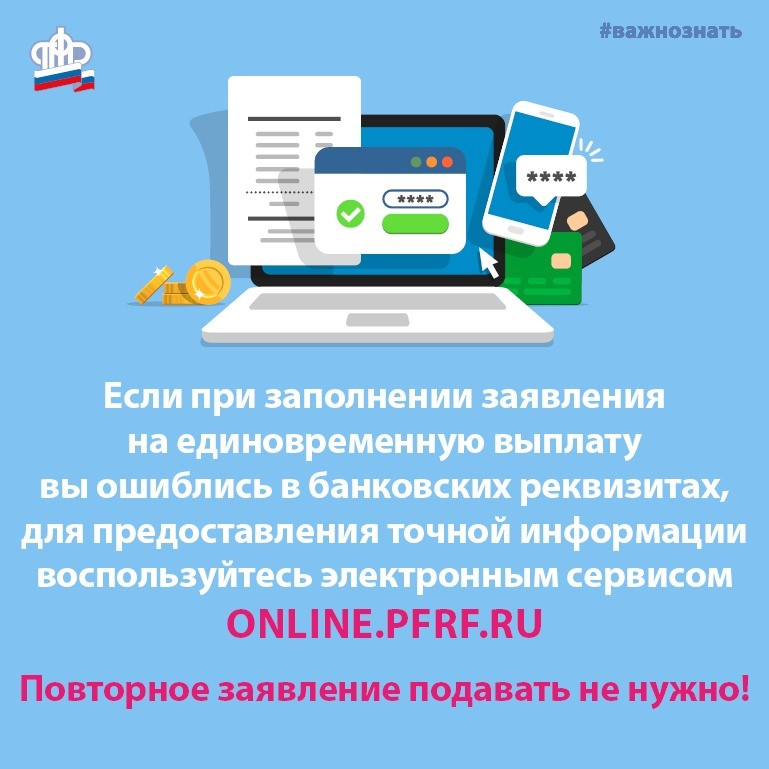 #важнознать
****
****
Если при заполнении заявления
на единовременную выплату
вы ошиблись в банковских реквизитах,
для предоставления точной информации
воспользуйтесь электронным сервисом
ONLINE.PFRF.RU
Повторное заявление подавать не нужно!